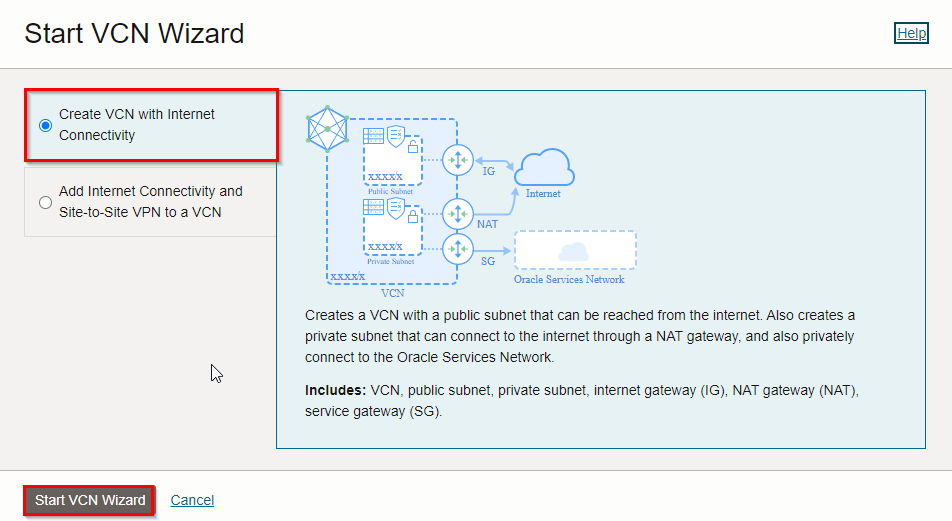 Start VCN Wizard
Help
Create VCN with Internet
Connectivity
Add Internet Connectivity and
Site-to-Site VPN to a VCN
xxxx/x
Public Subnet
xxxx/x
Private Subnet
xxxx/x
VCN
IG
NAT
SG
Internet
Oracle Services Network
Creates a VCN with a public subnet that can be reached from the internet. Also creates a
private subnet that can connect to the internet through a NAT gateway, and also privately
connect to the Oracle Services Network.
Includes: VCN, public subnet, private subnet, internet gateway (IG), NAT gateway (NAT),
service gateway (SG).
Start VCN Wizard
Cancel